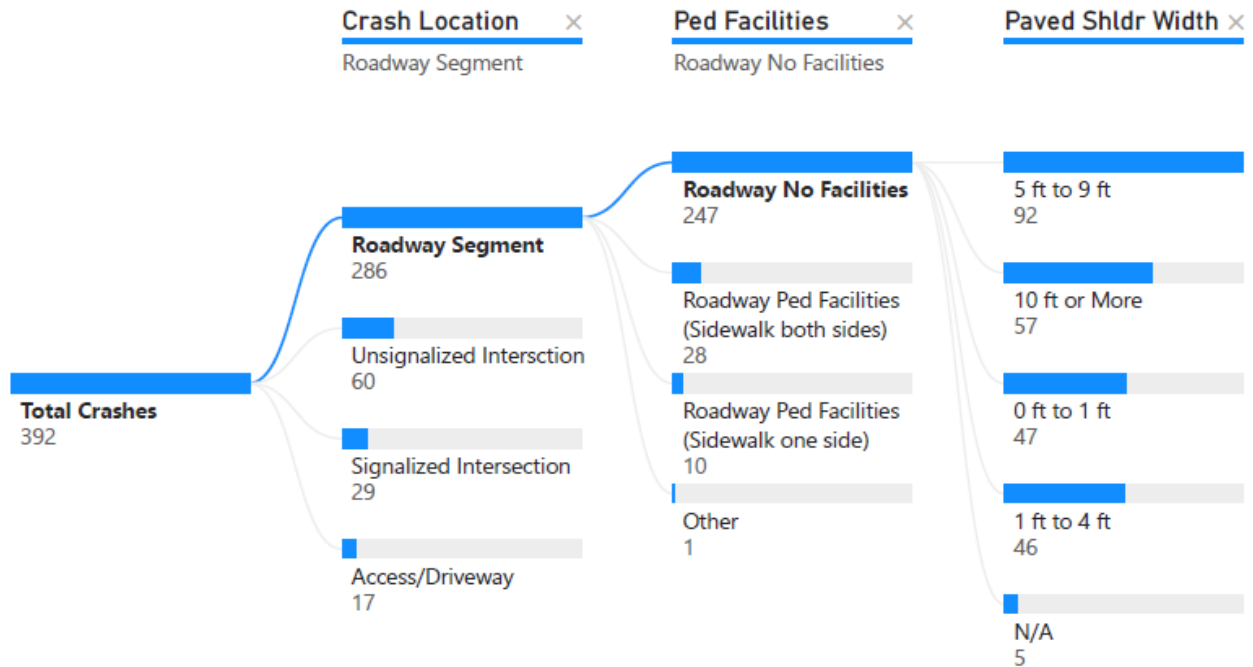 Crash Location ×
Roadway Segment
Ped Facilities ×
Roadway No Facilities
Paved Shldr Width ×
Total Crashes
392
Roadway Segment
286
Unsignalized Intersction
60
Signalized Intersection
29
Access/Driveway
17
Roadway No Facilities
247
Roadway Ped Facilities
(Sidewalk both sides)
28
Roadway Ped Facilities
(Sidewalk one side)
10
Other
1
5 ft to 9 ft
92
10 ft or More
57
0 ft to 1 ft
47
1 ft to 4 ft
46
N/A
5